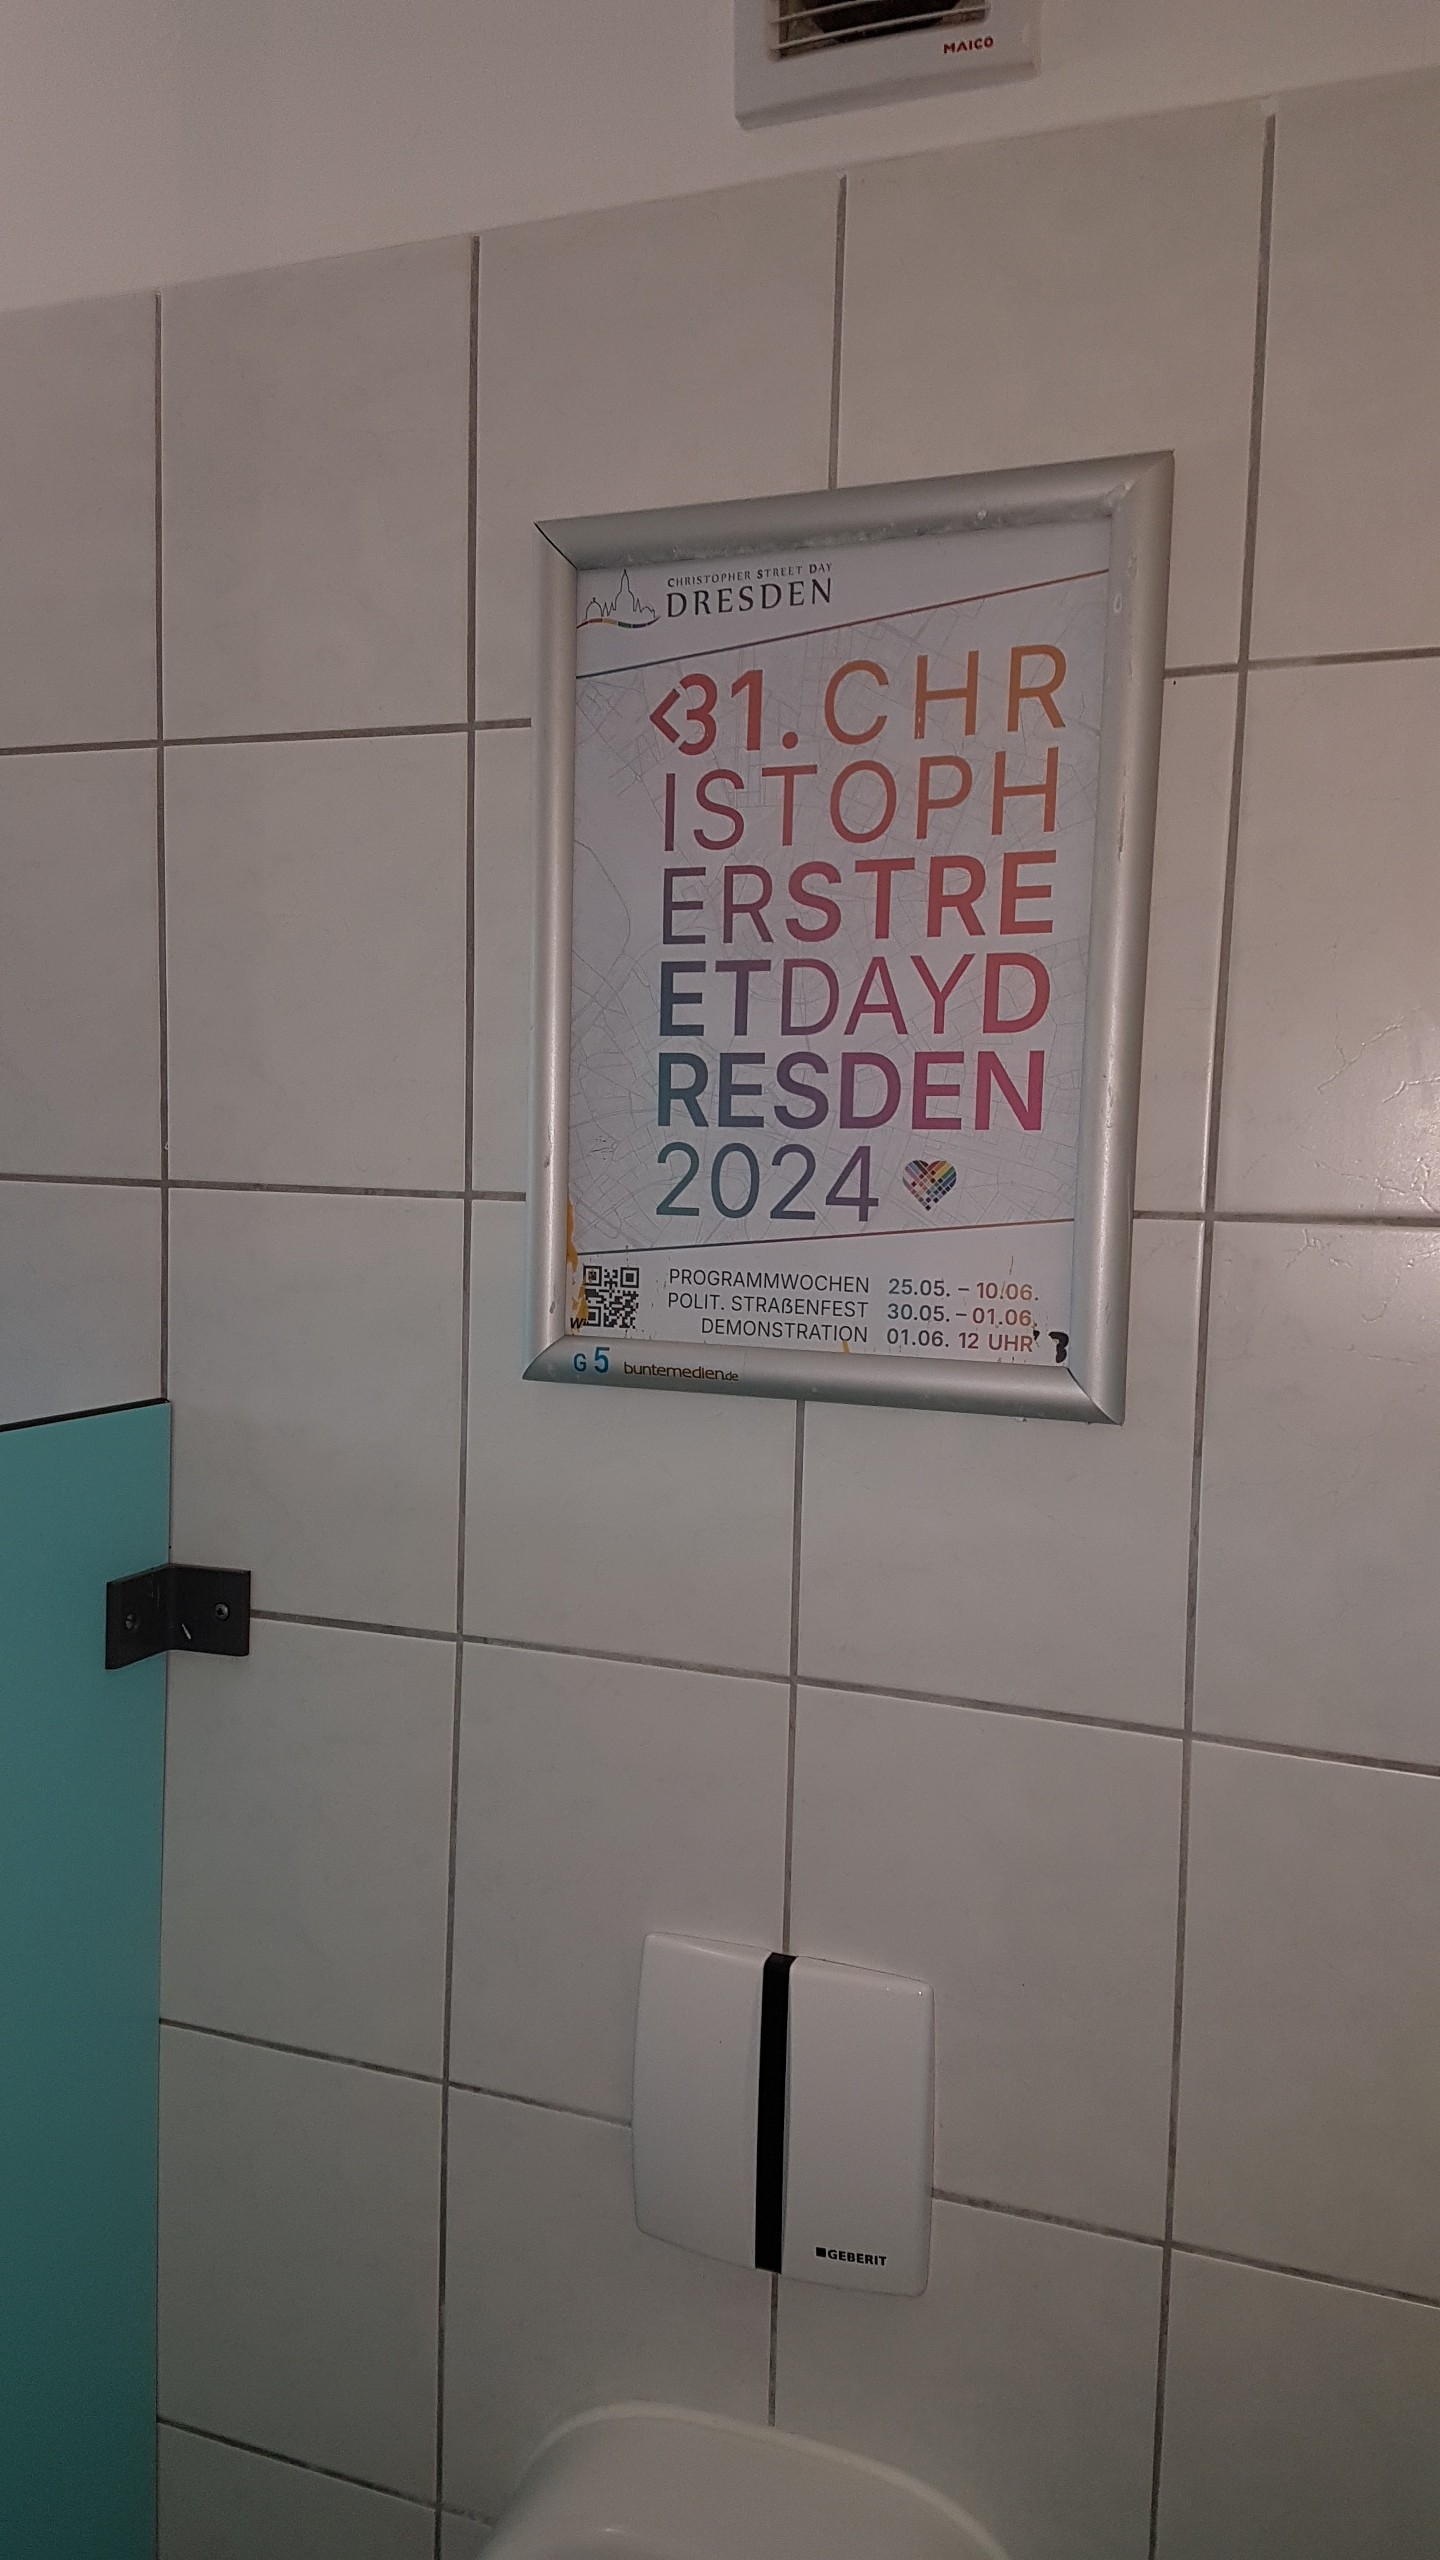 MAICO
CHRISTOPHER STREET DAY
DRESDEN
<31. CHR
ISTOPH
ERSTRE
ETDAYD
RESDEN
2024
PROGRAMMWOCHEN 25.05. – 10.06.
POLIT. STRAßENFEST 30.05. – 01.06.
DEMONSTRATION 01.06. 12 UHR
G 5 buntemedien.de
GEBERIT